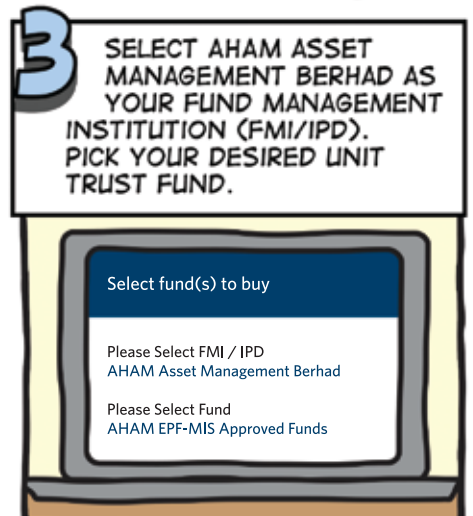 3
SELECT AHAM ASSET
MANAGEMENT BERHAD AS
YOUR FUND MANAGEMENT
INSTITUTION (FMI/IPD).
PICK YOUR DESIRED UNIT
TRUST FUND.
Select fund(s) to buy
Please Select FMI / IPD
AHAM Asset Management Berhad
Please Select Fund
AHAM EPF-MIS Approved Funds